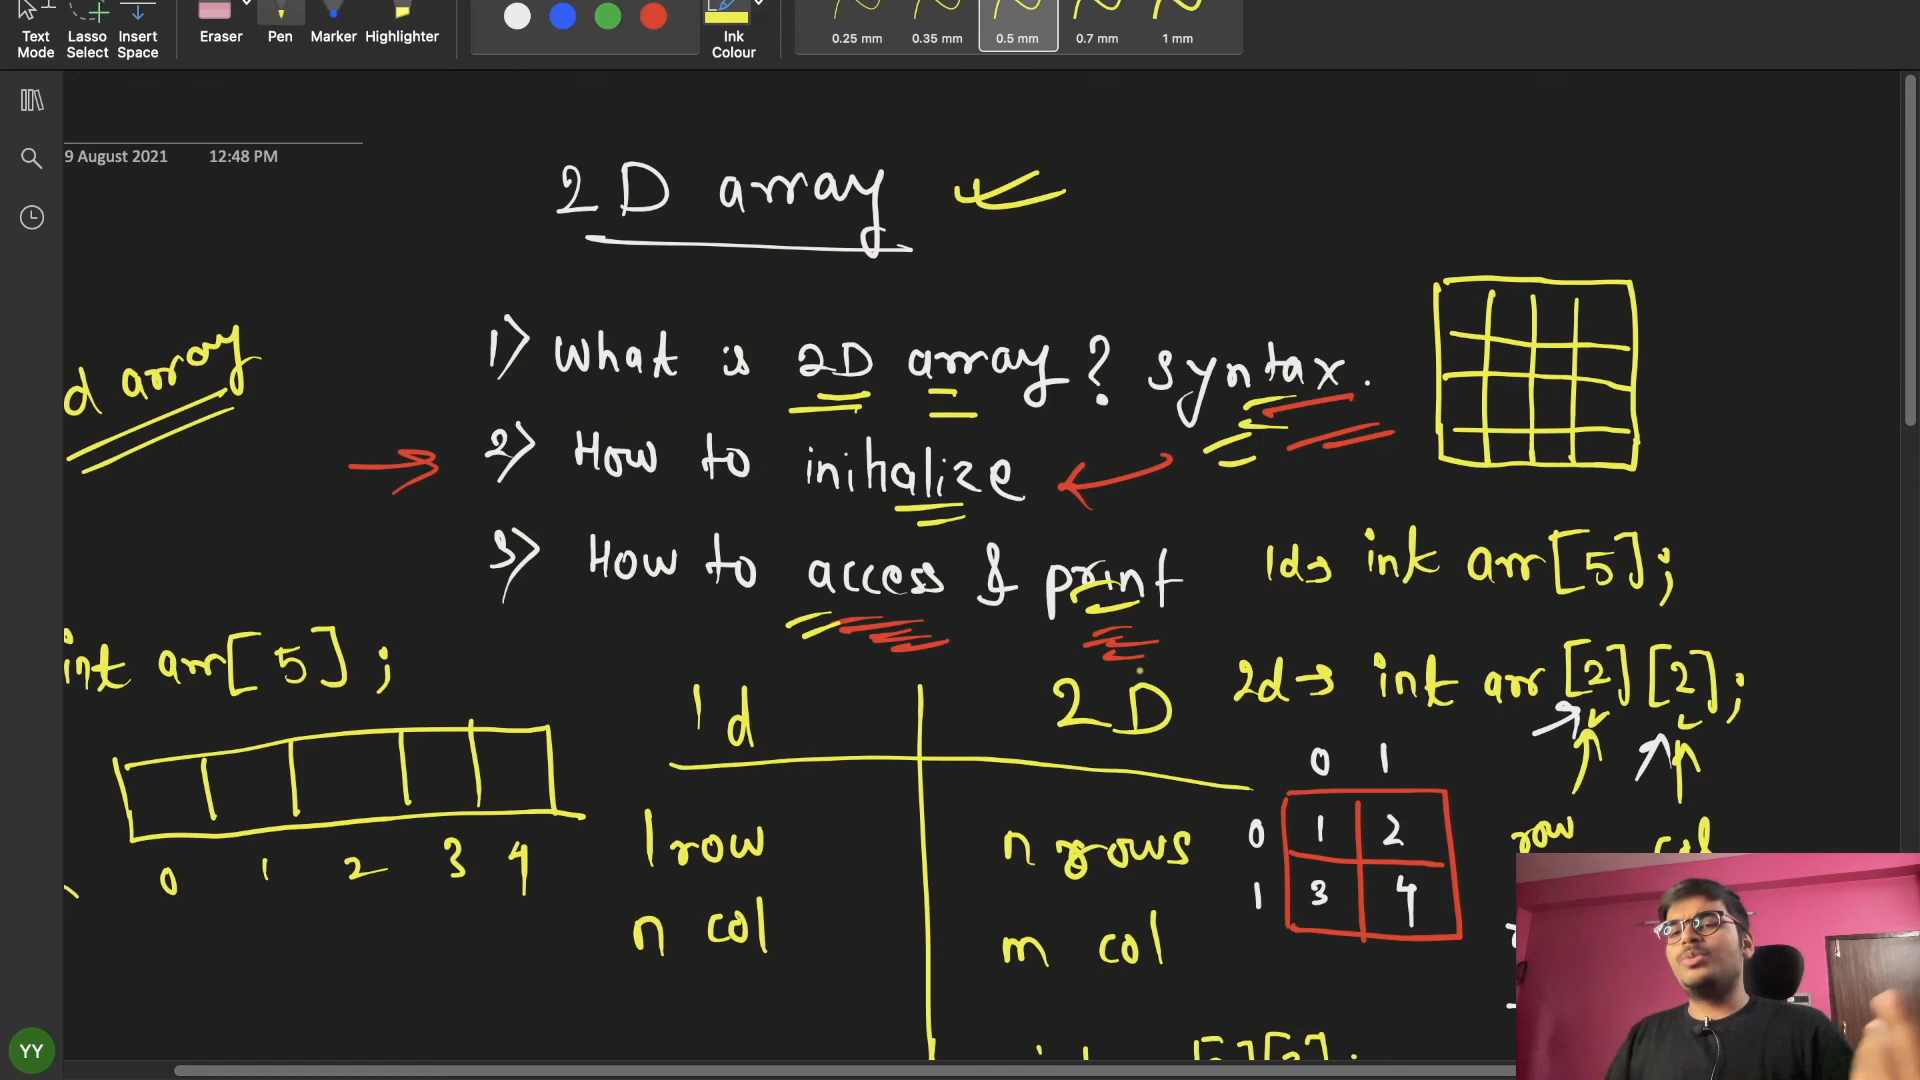 Text Mode
Lasso Select
Insert Space
Eraser
Pen
Marker
Highlighter
Ink Colour
0.25 mm
0.35 mm
0.5 mm
0.7 mm
1 mm
9 August 2021 12:48 PM
2D array
d array
1) What is 2D array? syntax.
2) How to initialize
3) How to access & print
1d→ int arr[5];
int arr[5];
2d→ int arr[2][2];
1d 2D
0 1
0 1 2
1 3 4
row
0 1 2 3 4
1 row n rows
n col m col
YY